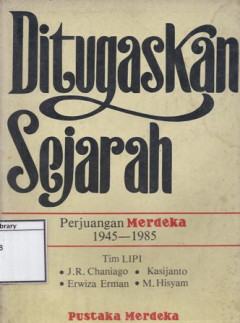 Ditugaskan
Sejarah
Perjuangan Merdeka
1945—1985
Tim LIPI
• J.R. Chaniago • Kasijanto
• Erwiza Erman • M. Hisyam
Pustaka Merdeka